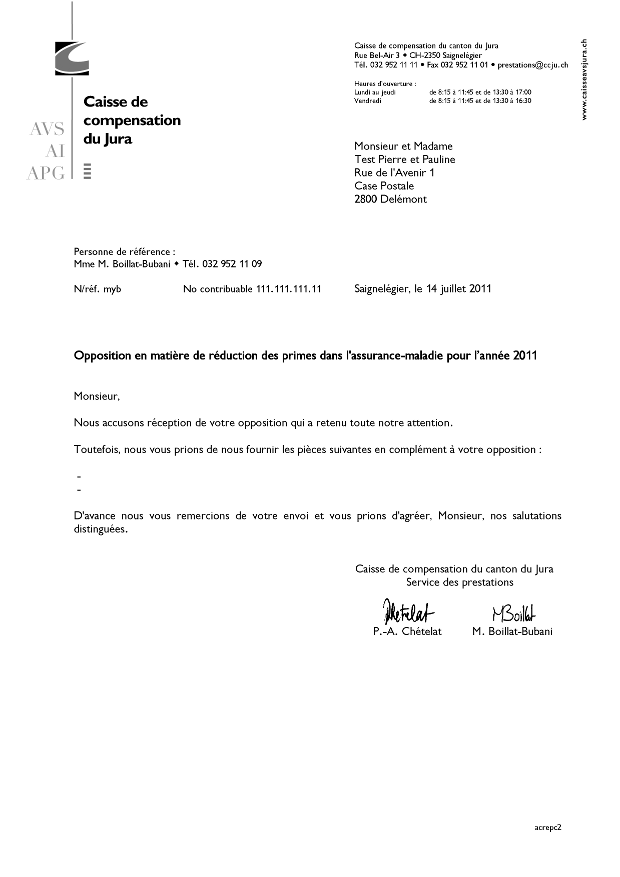 Caisse de compensation du canton du Jura
Rue Bel-Air 3 • CH-2350 Saignelégier
Tél. 032 952 11 11 • Fax 032 952 11 01 • prestations@ccju.ch
Heures d'ouverture :
Lundi au jeudi de 8:15 à 11:45 et de 13:30 à 17:00
Vendredi de 8:15 à 11:45 et de 13:30 à 16:30
www.caisseavsjura.ch
Caisse de
compensation
du Jura
AVS
AI
APG
Monsieur et Madame
Test Pierre et Pauline
Rue de l'Avenir 1
Case Postale
2800 Delémont
Personne de référence :
Mme M. Boillat-Bubani • Tél. 032 952 11 09
N/réf. myb No contribuable 111.111.111.11 Saignelégier, le 14 juillet 2011
Opposition en matière de réduction des primes dans l'assurance-maladie pour l'année 2011
Monsieur,
Nous accusons réception de votre opposition qui a retenu toute notre attention.
Toutefois, nous vous prions de nous fournir les pièces suivantes en complément à votre opposition :
-
-
D'avance nous vous remercions de votre envoi et vous prions d'agréer, Monsieur, nos salutations
distinguées.
Caisse de compensation du canton du Jura
Service des prestations
PChételat MBoillat
P.-A. Chételat M. Boillat-Bubani
acrepc2